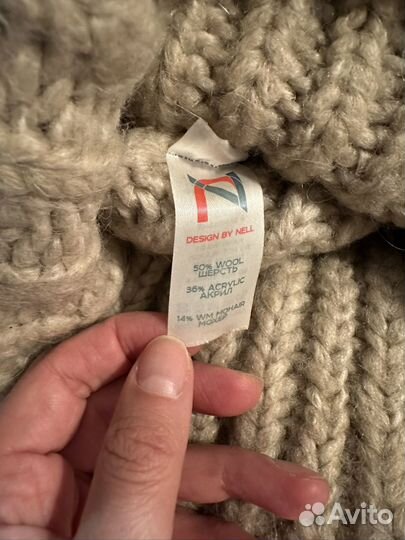 DESIGN BY NELL
50% WOOL
ШЕРСТЬ
36% ACRYLIC
АКРИЛ
14% WM MOHAIR
МОХЕР
Avito